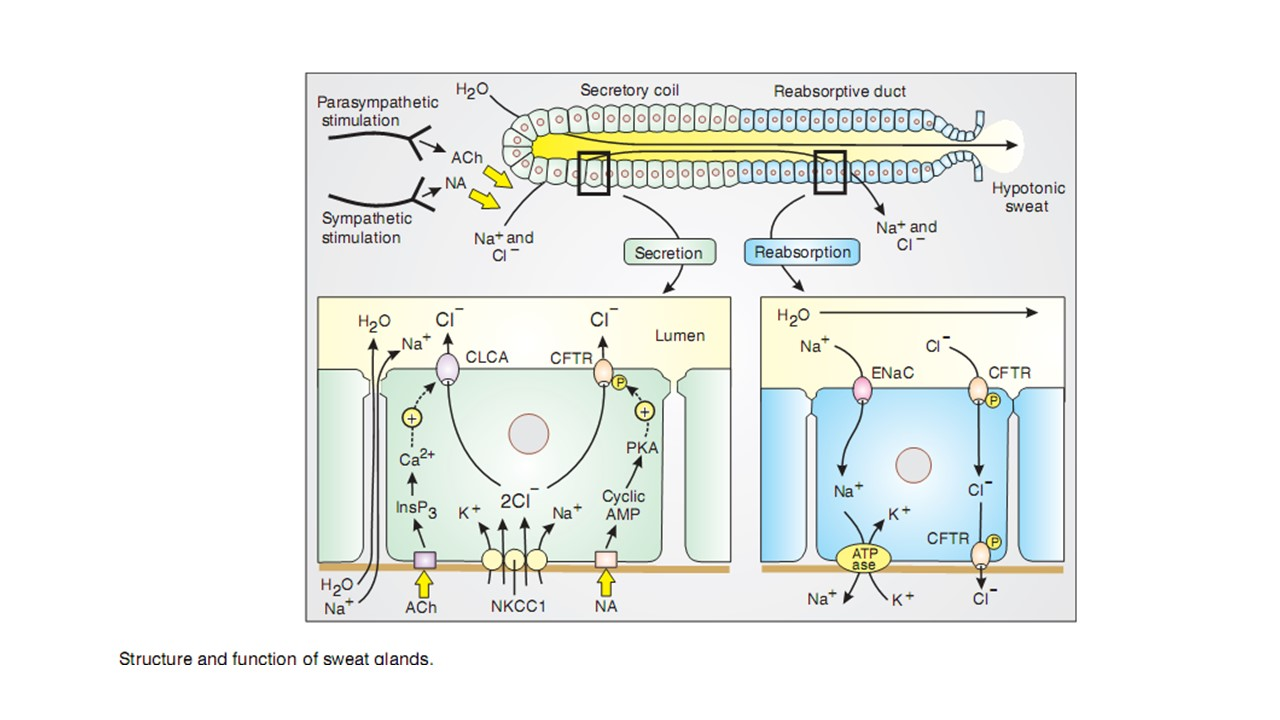 H₂O
Secretory coil
Reabsorptive duct
Parasympathetic
stimulation
ACh
NA
Sympathetic
stimulation
Na⁺ and
Cl⁻
Secretion
Reabsorption
Na⁺ and
Cl⁻
Hypotonic
sweat
H₂O
Na⁺
Cl⁻
CLCA
Cl⁻
CFTR
P
Lumen
+
+
Ca²⁺
PKA
InsP₃
K⁺
2Cl⁻
Na⁺
Cyclic
AMP
H₂O
Na⁺
ACh
NKCC1
NA
H₂O
Na⁺
Cl⁻
ENaC
CFTR
P
Na⁺
Cl⁻
K⁺
CFTR
P
ATP
ase
Na⁺
K⁺
Cl⁻
Structure and function of sweat glands.